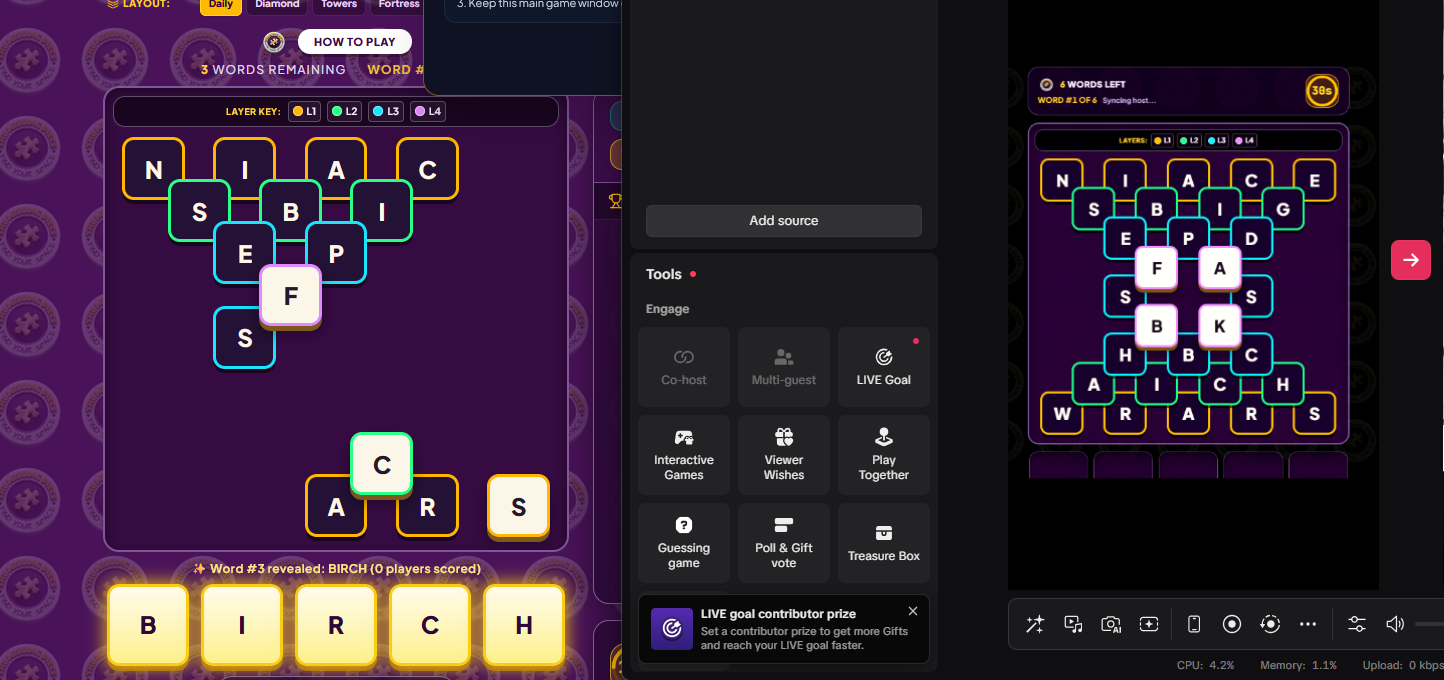 LAYOUT:
Daily
Diamond
Towers
Fortress
HOW TO PLAY
3 WORDS REMAINING
WORD #
3. Keep this main game window
LAYER KEY:
L1
L2
L3
L4
N I A C
S B I
E P
F
S
C
A R S
✨ Word #3 revealed: BIRCH (0 players scored)
B I R C H
Add source
Tools
Engage
Co-host
Multi-guest
LIVE Goal
Interactive
Games
Viewer
Wishes
Play
Together
Guessing
game
Poll & Gift
vote
Treasure Box
LIVE goal contributor prize
Set a contributor prize to get more Gifts
and reach your LIVE goal faster.
6 WORDS LEFT
WORD #1 OF 6
Syncing host...
30s
LAYERS:
L1
L2
L3
L4
N I A C E
S B I G
E P D
F A
S S
B K
H B C
A I C H
W R A R S
AI
CPU: 4.2%
Memory: 1.1%
Upload: 0 kbps